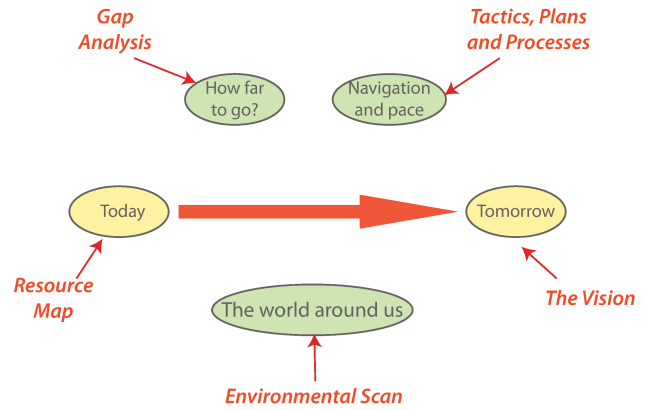 Gap
Analysis
Tactics, Plans
and Processes
How far
to go?
Navigation
and pace
Today
Tomorrow
Resource
Map
The Vision
The world around us
Environmental Scan